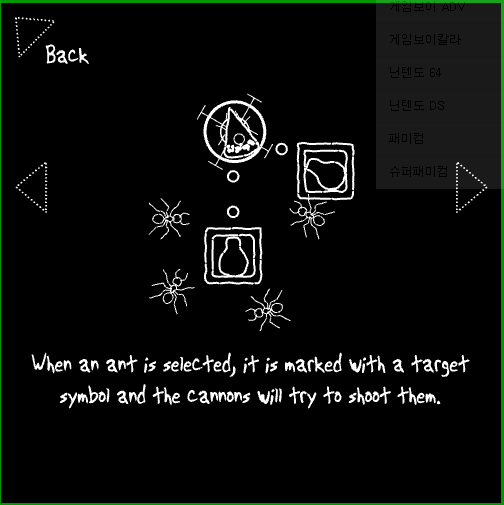 게임보이 ADV
게임보이칼라
닌텐도 64
닌텐도 DS
패미컴
슈퍼패미컴
Back
When an ant is selected, it is marked with a target
symbol and the cannons will try to shoot them.